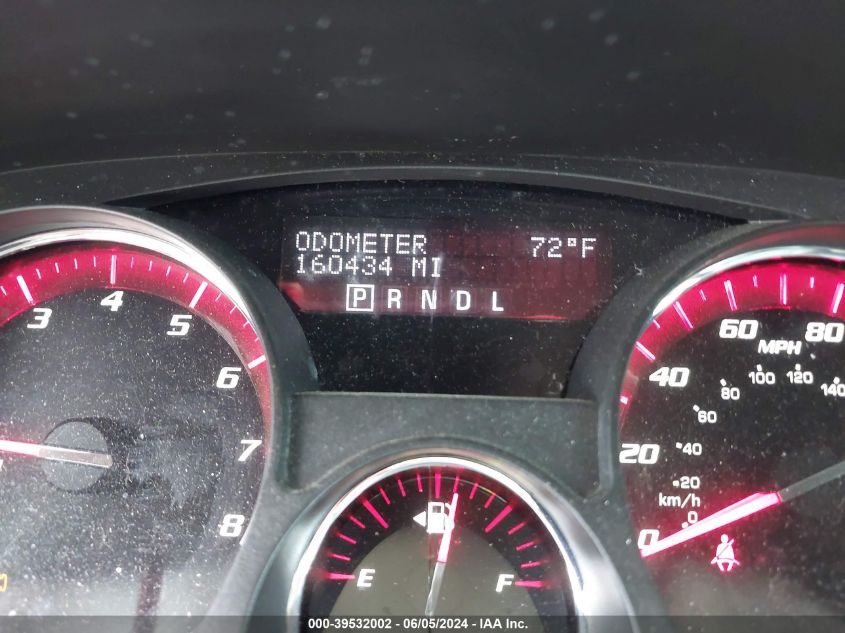 ODOMETER 72°F
160434 MI
P R N D L
3 4 5 6 7 8
0 20 40 60 80
MPH
0 20 40 60 80 100 120 140
km/h
E F
000-39532002 - 06/05/2024 - IAA Inc.